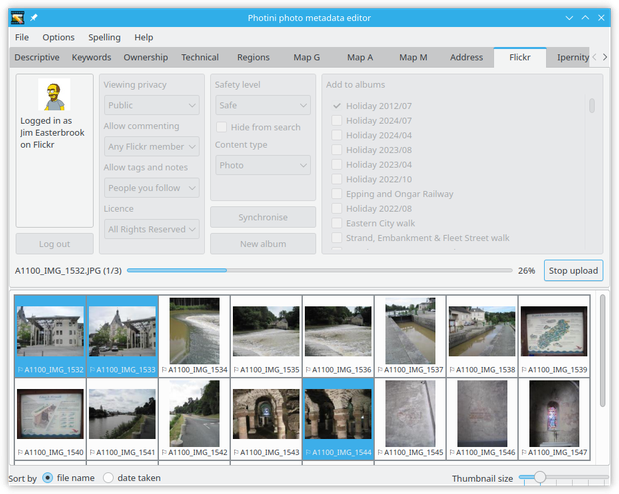 Photini photo metadata editor
File Options Spelling Help
Descriptive Keywords Ownership Technical Regions Map G Map A Map M Address Flickr Ipernity
Logged in as
Jim Easterbrook
on Flickr
Log out
Viewing privacy
Public
Allow commenting
Any Flickr member
Allow tags and notes
People you follow
Licence
All Rights Reserved
Safety level
Safe
Hide from search
Content type
Photo
Synchronise
New album
Add to albums
Holiday 2012/07
Holiday 2024/07
Holiday 2024/04
Holiday 2023/08
Holiday 2023/04
Holiday 2022/10
Epping and Ongar Railway
Holiday 2022/08
Eastern City walk
Strand, Embankment & Fleet Street walk
A1100_IMG_1532.JPG (1/3) 26% Stop upload
A1100_IMG_1532 A1100_IMG_1533 A1100_IMG_1534 A1100_IMG_1535 A1100_IMG_1536 A1100_IMG_1537 A1100_IMG_1538 A1100_IMG_1539
A1100_IMG_1540 A1100_IMG_1541 A1100_IMG_1542 A1100_IMG_1543 A1100_IMG_1544 A1100_IMG_1545 A1100_IMG_1546 A1100_IMG_1547
Sort by file name date taken Thumbnail size